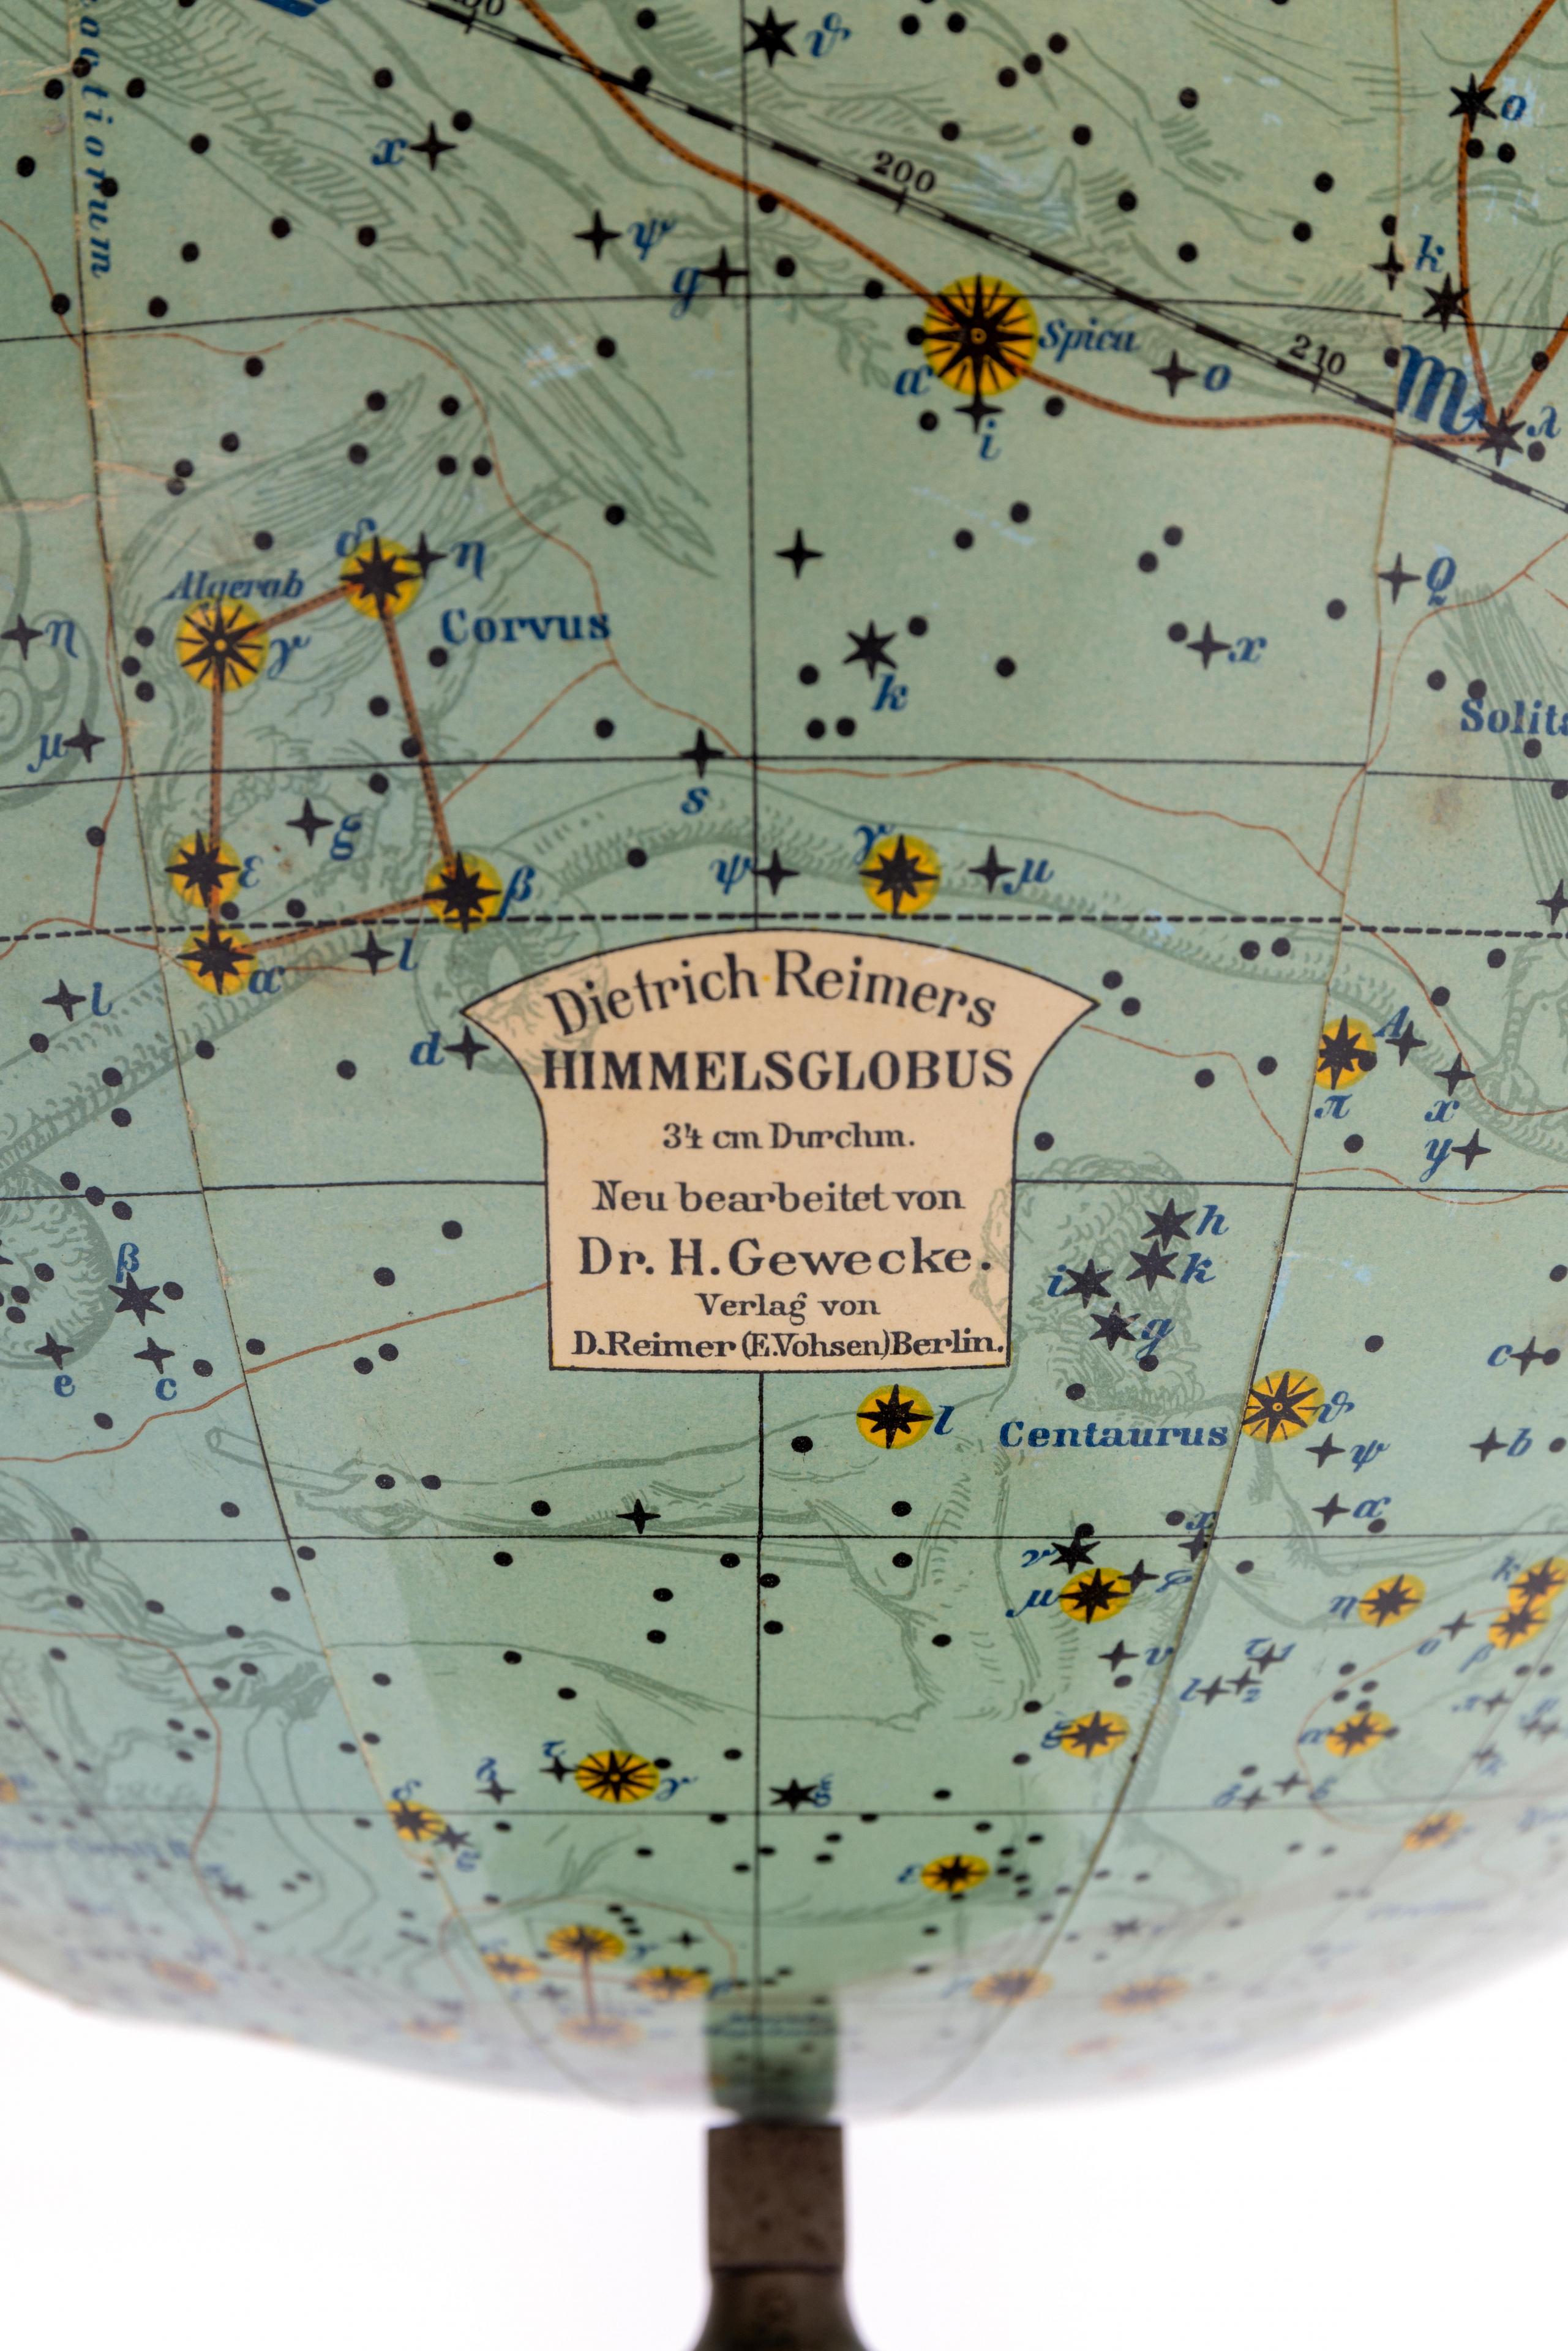 ϑ
o
x
200
ψ
g
k
Spica
α
o
210
♏
i
λ
δ
η
Q
Algerab
Corvus
η
γ
x
k
μ
s
ξ
ψ
γ
μ
ε
β
α
l
l
d
A
π
x
y
Dietrich Reimers
HIMMELSGLOBUS
34 cm Durchm.
Neu bearbeitet von
Dr. H. Gewecke.
Verlag von
D. Reimer (E. Vohsen) Berlin.
h
k
i
g
β
e
c
c
l
Centaurus
ϑ
ψ
b
a
x
ν
μ
η
k
υ
ξ
γ
δ
ε